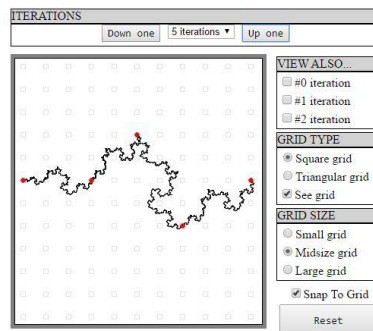 ITERATIONS
Down one 5 iterations Up one
VIEW ALSO...
#0 iteration
#1 iteration
#2 iteration
GRID TYPE
Square grid
Triangular grid
See grid
GRID SIZE
Small grid
Midsize grid
Large grid
Snap To Grid
Reset